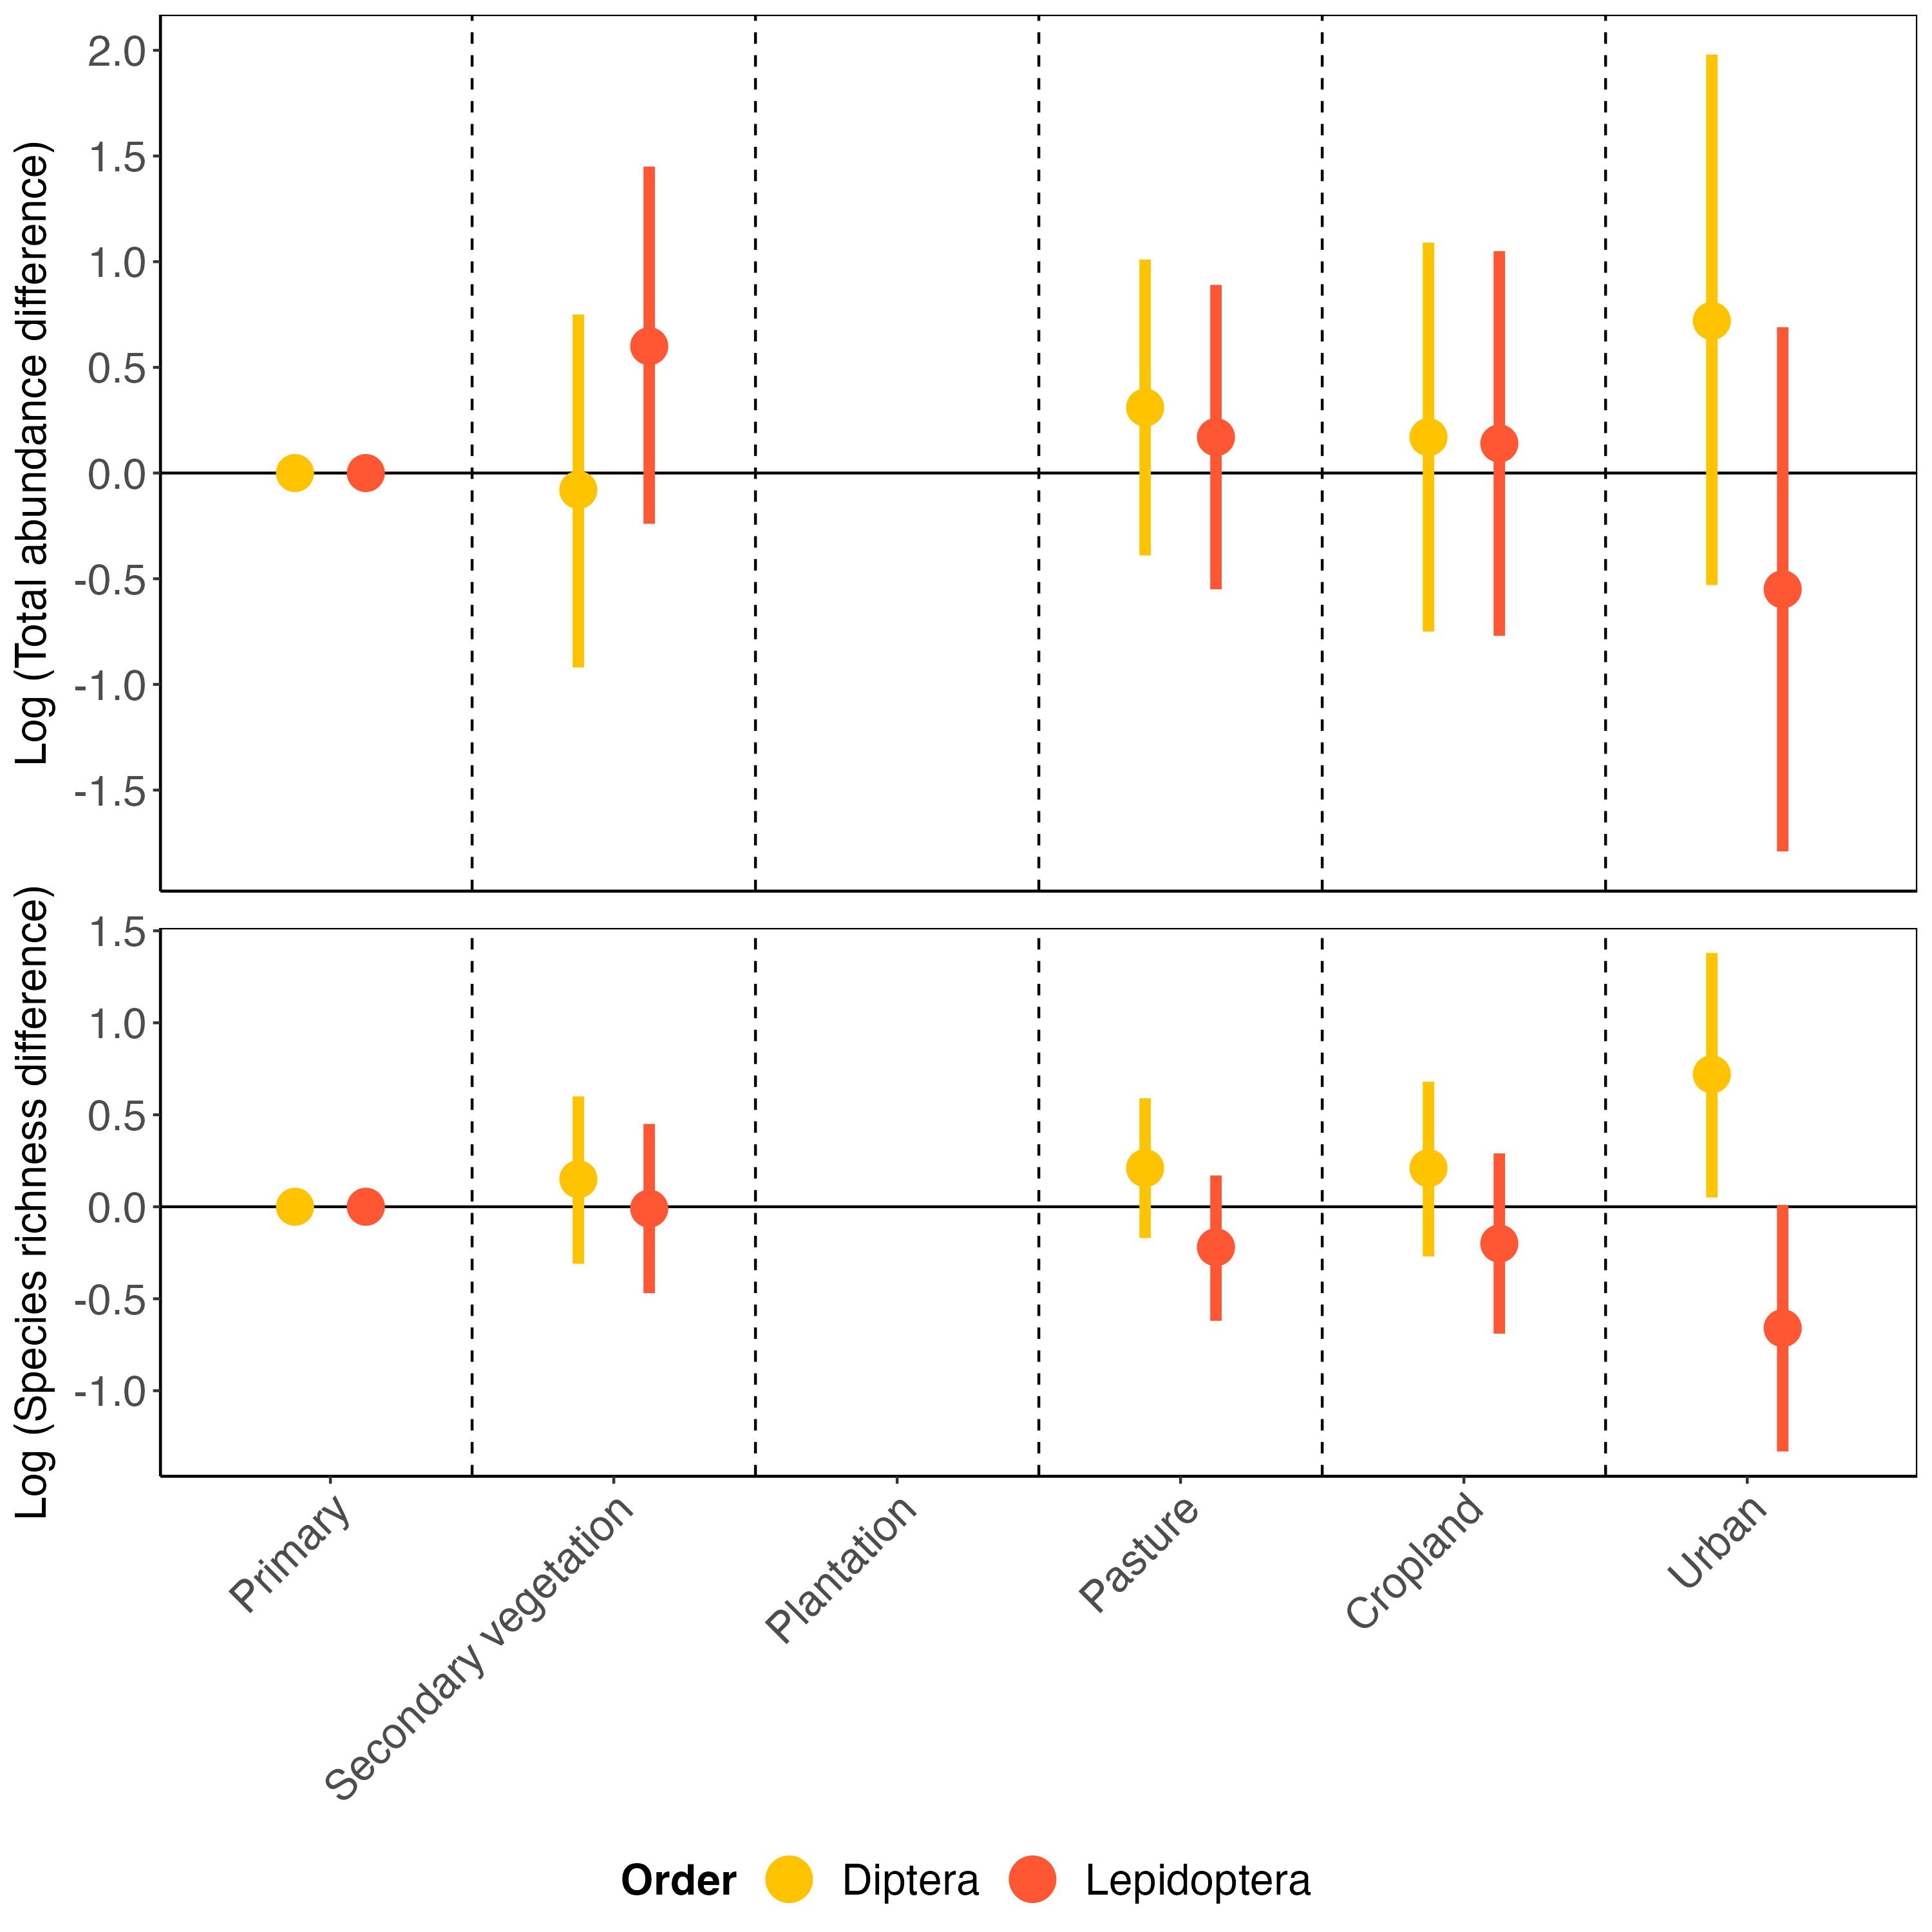 Log (Total abundance difference)
2.0
1.5
1.0
0.5
0.0
-0.5
-1.0
-1.5
Log (Species richness difference)
1.5
1.0
0.5
0.0
-0.5
-1.0
Primary
Secondary vegetation
Plantation
Pasture
Cropland
Urban
Order Diptera Lepidoptera